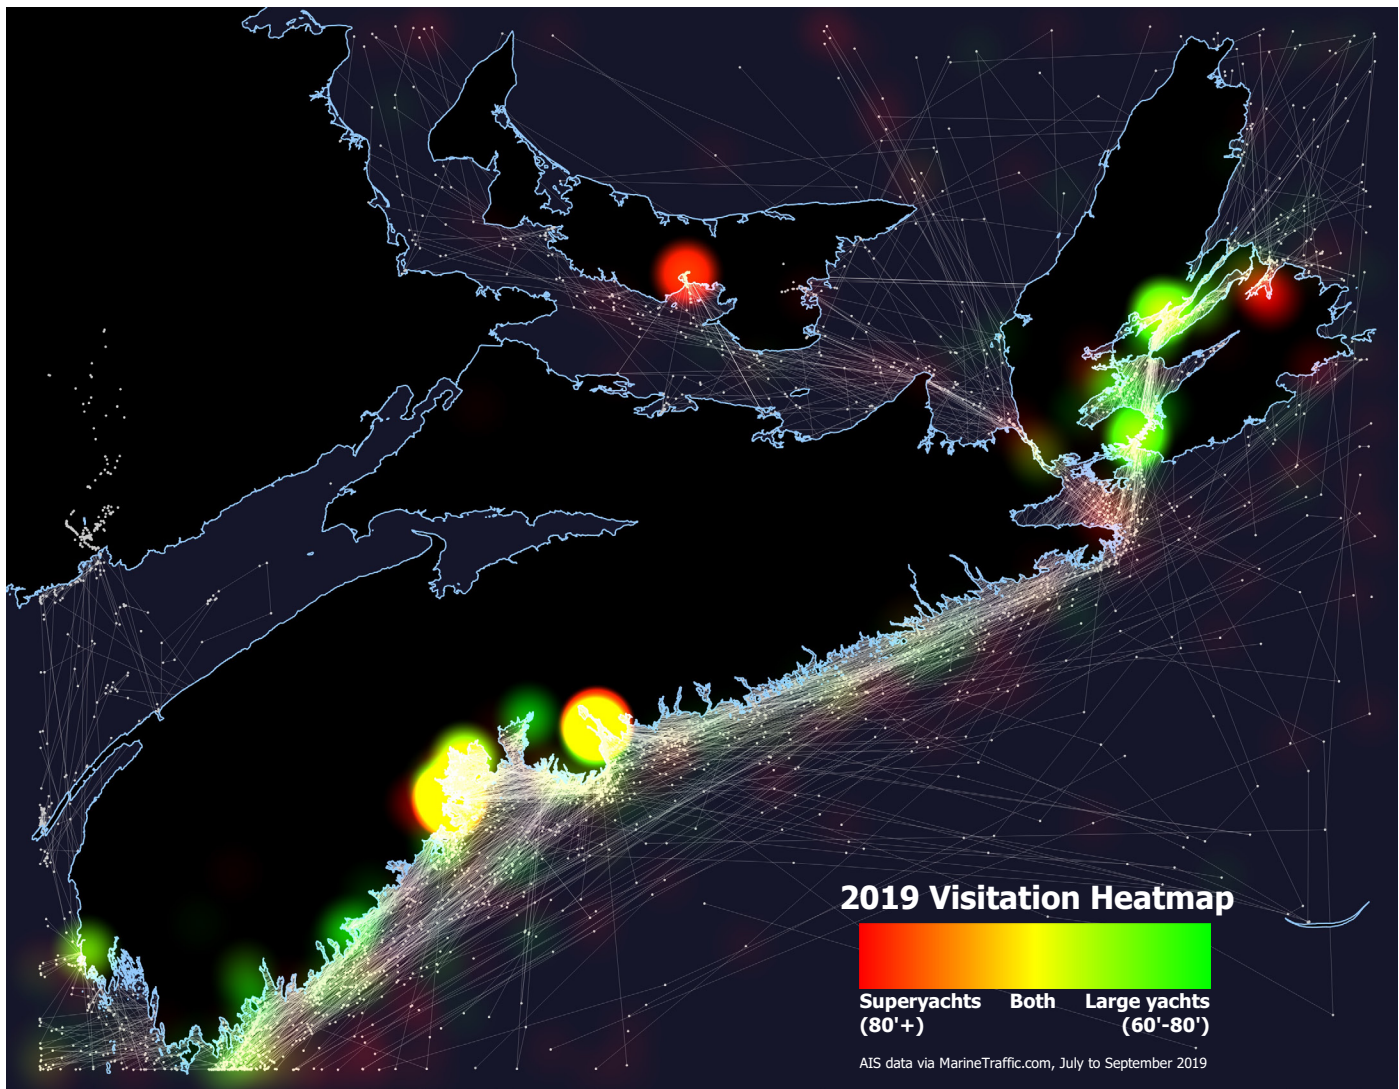 2019 Visitation Heatmap
Superyachts Both Large yachts
(80'+) (60'-80')
AIS data via MarineTraffic.com, July to September 2019